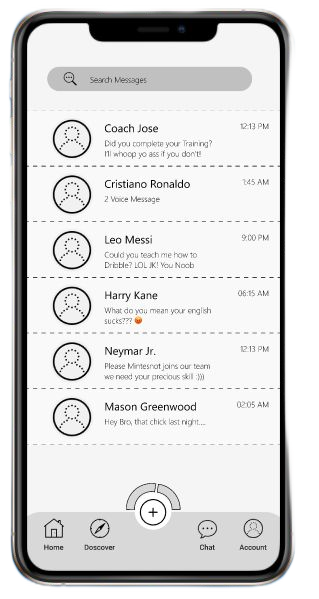 Search Messages
Coach Jose
12:13 PM
Did you complete your Training?
I'll whoop yo ass if you don't!
Cristiano Ronaldo
1:45 AM
2 Voice Message
Leo Messi
9:00 PM
Could you teach me how to
Dribble? LOL JK! You Noob
Harry Kane
06:15 AM
What do you mean your english
sucks??? 😡
Neymar Jr.
12:13 PM
Please Mintesnot joins our team
we need your precious skill :)))
Mason Greenwood
02:05 AM
Hey Bro, that chick last night....
Home
Doscover
Chat
Account